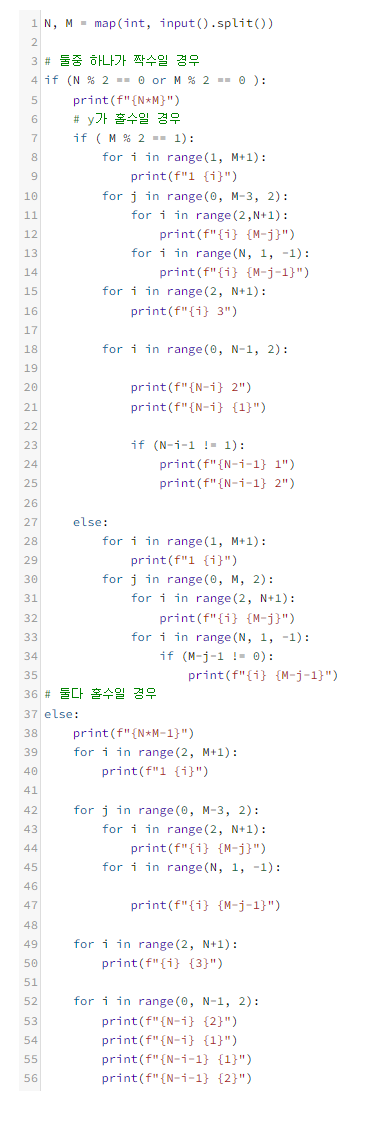 1 N, M = map(int, input().split())
2
3 # 둘중 하나가 짝수일 경우
4 if (N % 2 == 0 or M % 2 == 0 ):
5     print(f"{N*M}")
6     # y가 홀수일 경우
7     if ( M % 2 == 1):
8         for i in range(1, M+1):
9             print(f"1 {i}")
10         for j in range(0, M-3, 2):
11             for i in range(2,N+1):
12                 print(f"{i} {M-j}")
13             for i in range(N, 1, -1):
14                 print(f"{i} {M-j-1}")
15         for i in range(2, N+1):
16             print(f"{i} 3")
17
18         for i in range(0, N-1, 2):
19
20             print(f"{N-i} 2")
21             print(f"{N-i} {1}")
22
23             if (N-i-1 != 1):
24                 print(f"{N-i-1} 1")
25                 print(f"{N-i-1} 2")
26
27     else:
28         for i in range(1, M+1):
29             print(f"1 {i}")
30         for j in range(0, M, 2):
31             for i in range(2, N+1):
32                 print(f"{i} {M-j}")
33             for i in range(N, 1, -1):
34                 if (M-j-1 != 0):
35                     print(f"{i} {M-j-1}")
36 # 둘다 홀수일 경우
37 else:
38     print(f"{N*M-1}")
39     for i in range(2, M+1):
40         print(f"1 {i}")
41
42     for j in range(0, M-3, 2):
43         for i in range(2, N+1):
44             print(f"{i} {M-j}")
45         for i in range(N, 1, -1):
46
47             print(f"{i} {M-j-1}")
48
49     for i in range(2, N+1):
50         print(f"{i} {3}")
51
52     for i in range(0, N-1, 2):
53         print(f"{N-i} {2}")
54         print(f"{N-i} {1}")
55         print(f"{N-i-1} {1}")
56         print(f"{N-i-1} {2}")